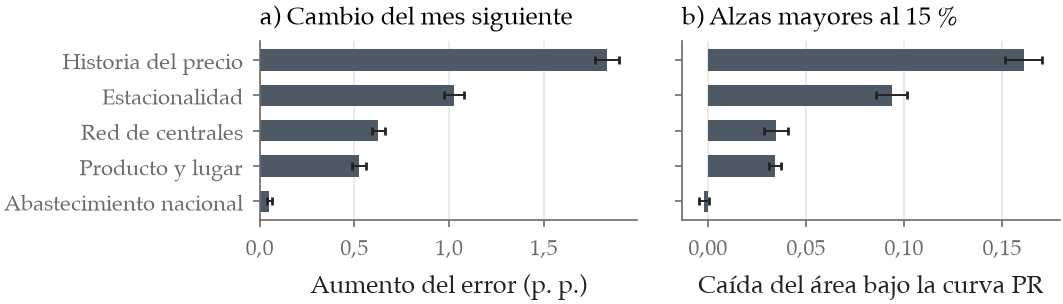 a) Cambio del mes siguiente
b) Alzas mayores al 15 %
Historia del precio
Estacionalidad
Red de centrales
Producto y lugar
Abastecimiento nacional
0,0 0,5 1,0 1,5
0,00 0,05 0,10 0,15
Aumento del error (p. p.)
Caída del área bajo la curva PR